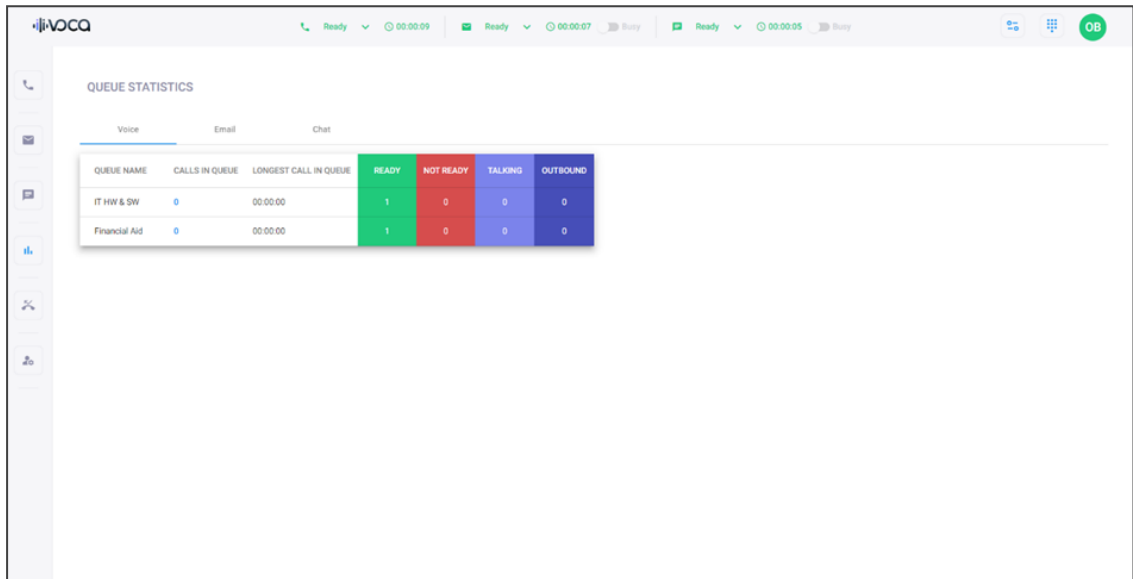 VOCA
Ready 00:00:09 Ready 00:00:07 Busy Ready 00:00:05 Busy OB
QUEUE STATISTICS
Voice Email Chat
QUEUE NAME CALLS IN QUEUE LONGEST CALL IN QUEUE READY NOT READY TALKING OUTBOUND
IT HW & SW 0 00:00:00 1 0 0 0
Financial Aid 0 00:00:00 1 0 0 0